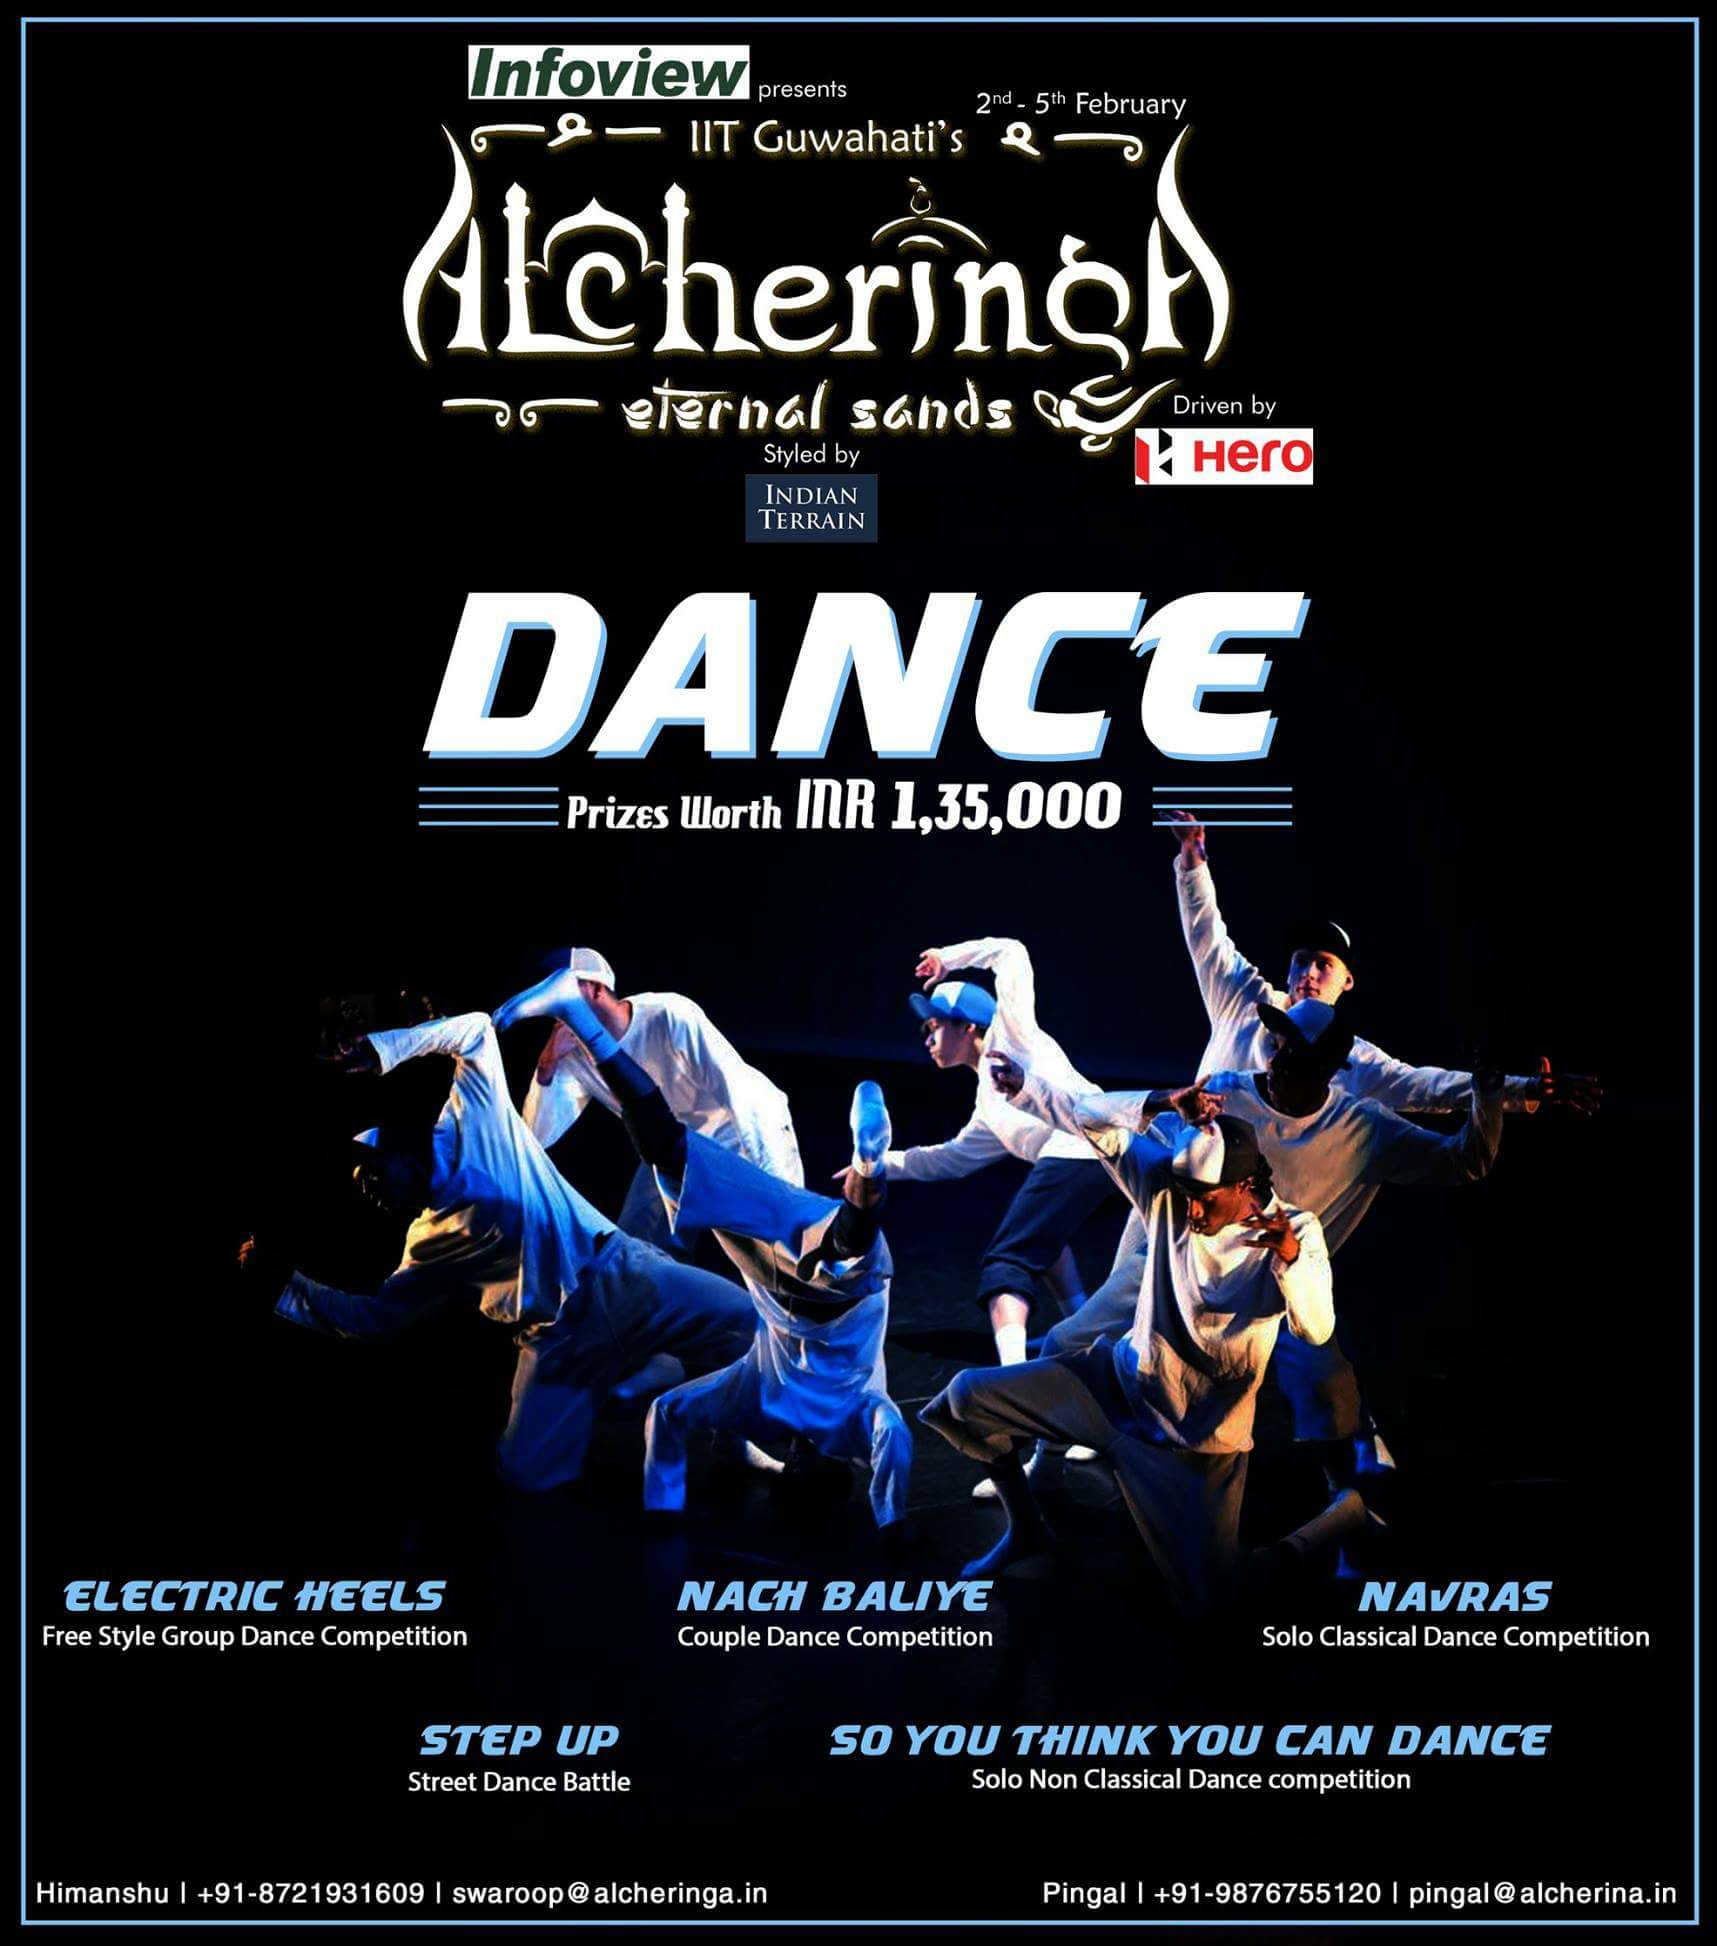 Infoview presents
2nd - 5th February
IIT Guwahati's
Alcheringa
eternal sands
Driven by
Hero
Styled by
INDIAN
TERRAIN
DANCE
Prizes Worth INR 1,35,000
ELECTRIC HEELS
Free Style Group Dance Competition
NACH BALIYE
Couple Dance Competition
NAVRAS
Solo Classical Dance Competition
STEP UP
Street Dance Battle
SO YOU THINK YOU CAN DANCE
Solo Non Classical Dance competition
Himanshu | +91-8721931609 | swaroop@alcheringa.in
Pingal | +91-9876755120 | pingal@alcherina.in